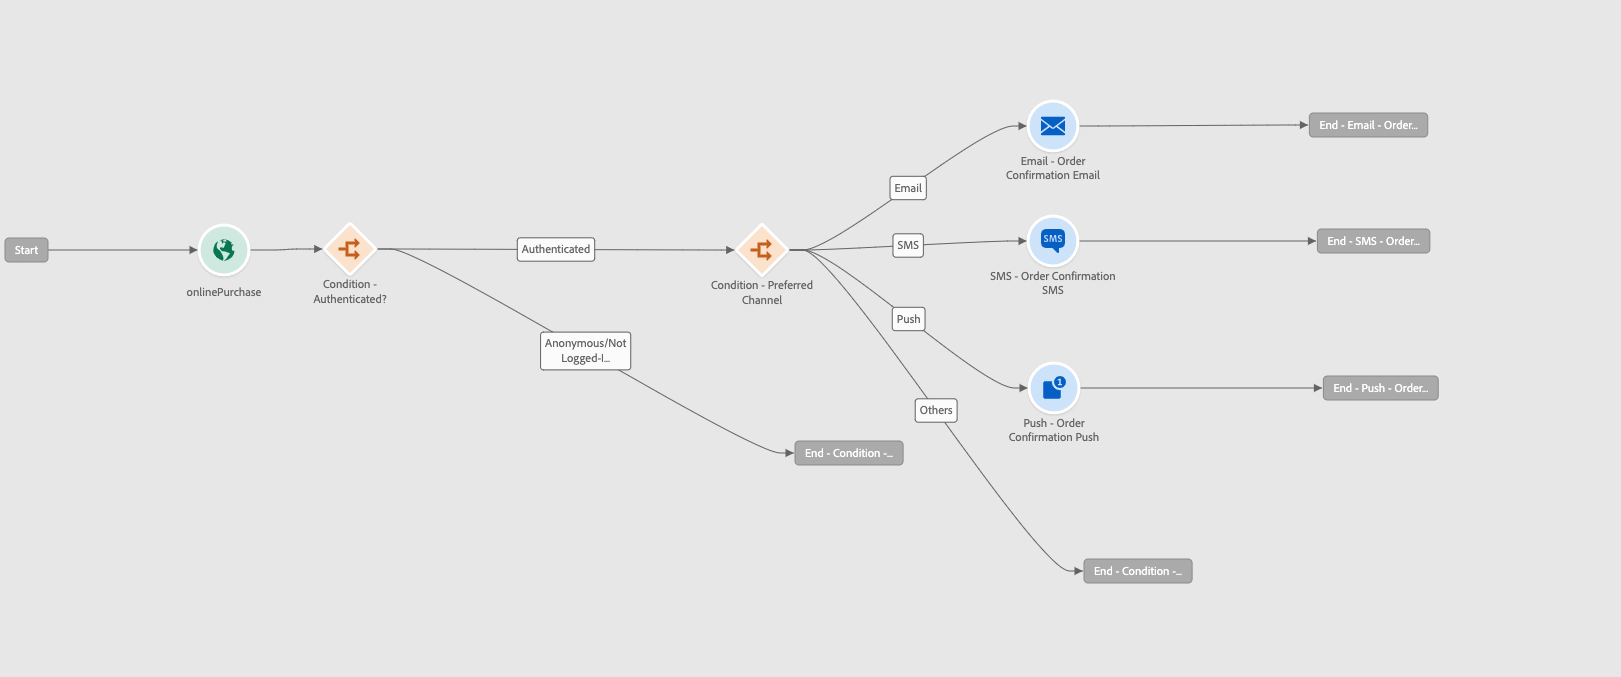 Start
onlinePurchase
Condition -
Authenticated?
Authenticated
Anonymous/Not
Logged-I...
End - Condition -...
Condition - Preferred
Channel
Email
Email - Order
Confirmation Email
End - Email - Order...
SMS
SMS
SMS - Order Confirmation
SMS
End - SMS - Order...
Push
1
Push - Order
Confirmation Push
End - Push - Order...
Others
End - Condition -...